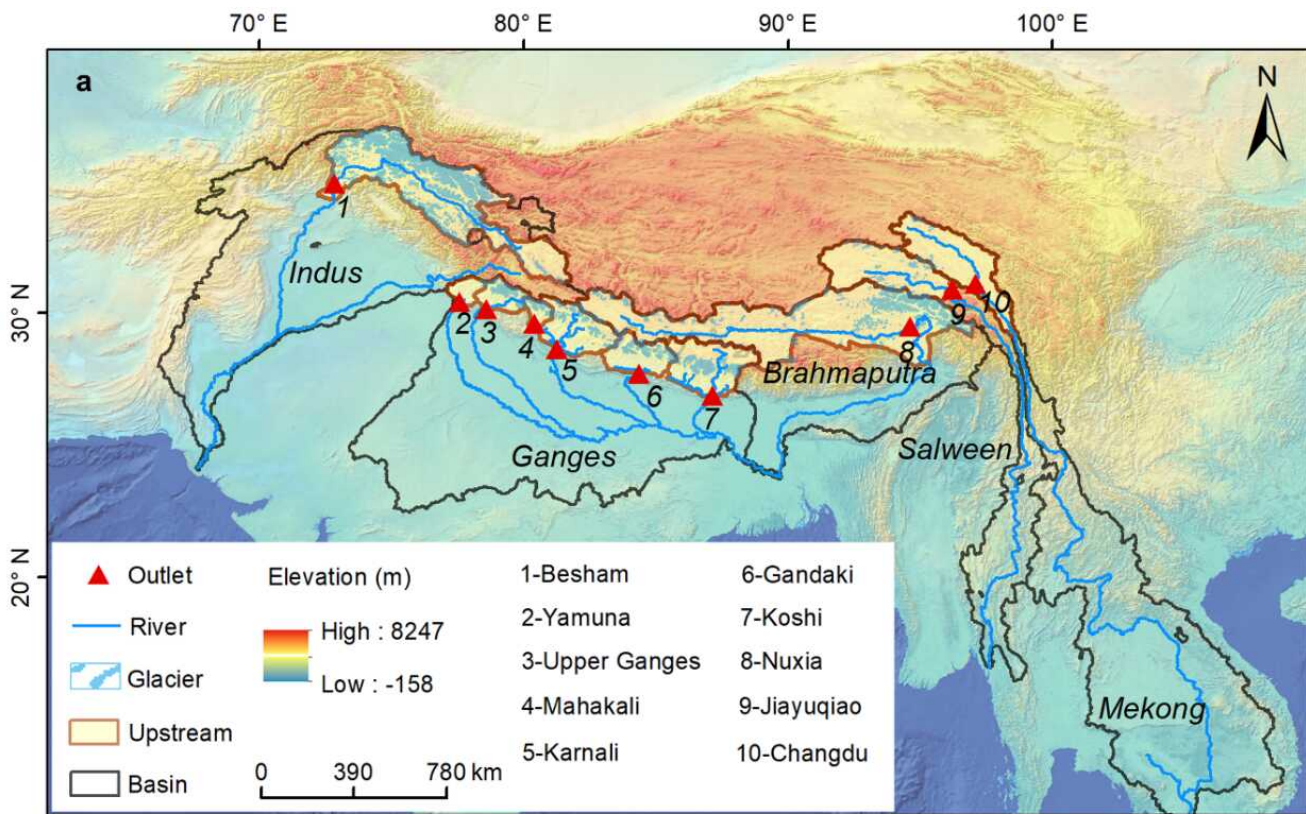 70° E 80° E 90° E 100° E
a
N
30° N
20° N
1
2
3
4
5
6
7
8
9
10
Indus
Ganges
Brahmaputra
Salween
Mekong
Outlet
River
Glacier
Upstream
Basin
Elevation (m)
High : 8247
Low : -158
0 390 780 km
1-Besham
2-Yamuna
3-Upper Ganges
4-Mahakali
5-Karnali
6-Gandaki
7-Koshi
8-Nuxia
9-Jiayuqiao
10-Changdu